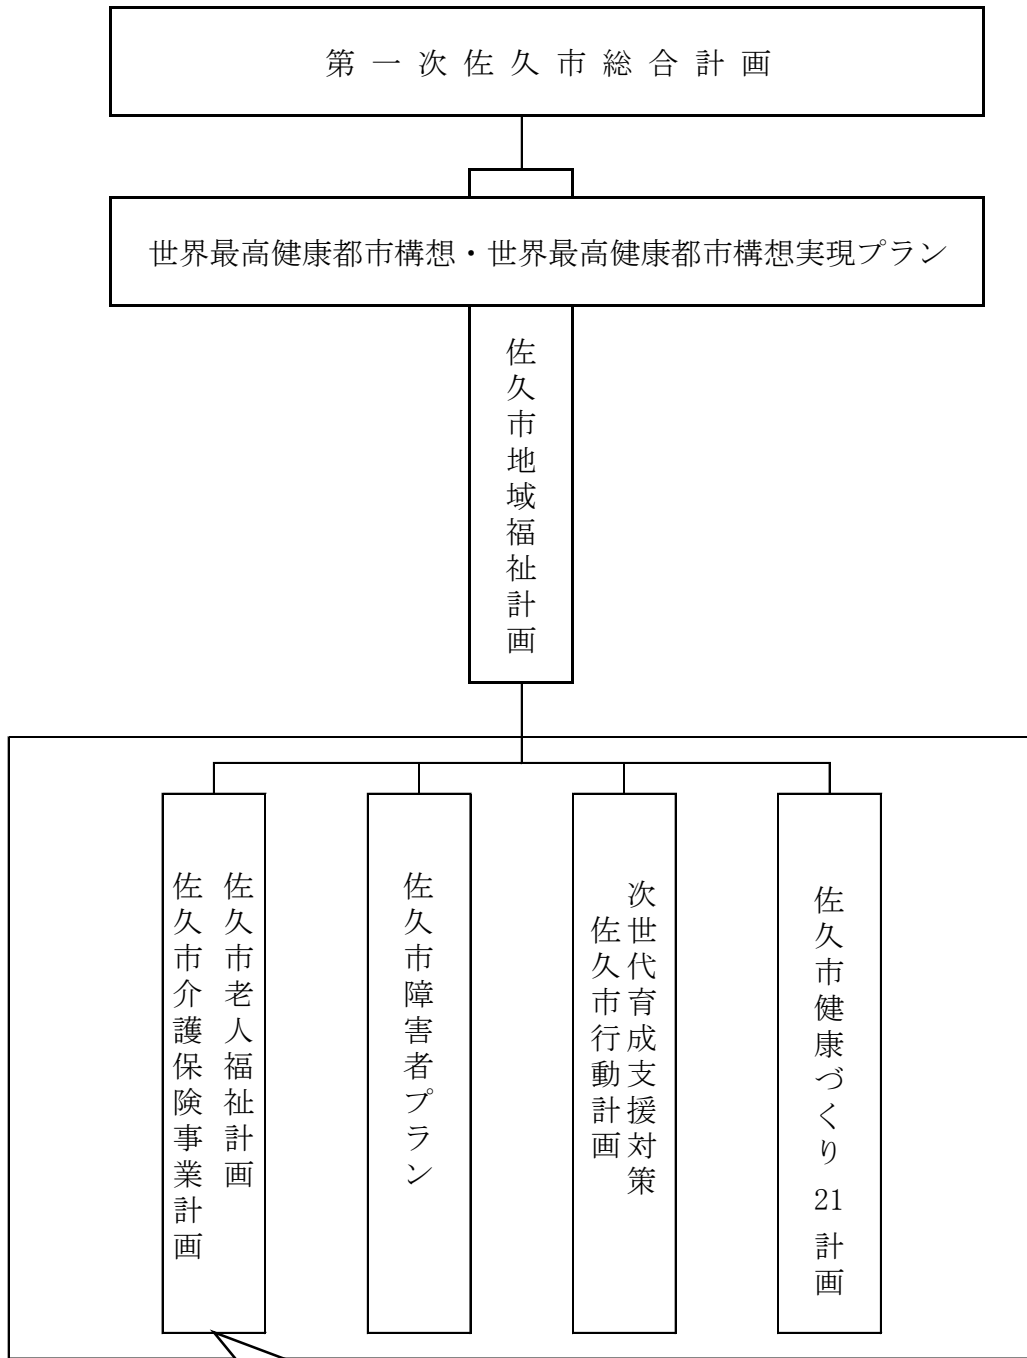 第一次佐久市総合計画
世界最高健康都市構想・世界最高健康都市構想実現プラン
佐久市地域福祉計画
佐久市老人福祉計画
佐久市介護保険事業計画
佐久市障害者プラン
次世代育成支援対策
佐久市行動計画
佐久市健康づくり21計画